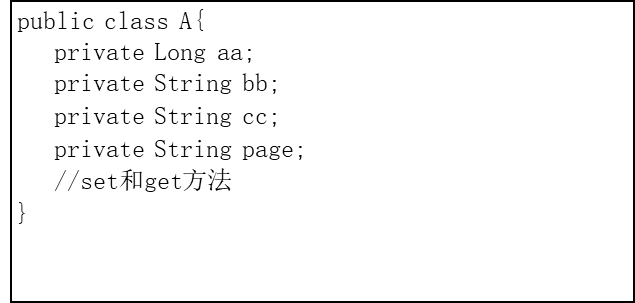 public class A{
private Long aa;
private String bb;
private String cc;
private String page;
//set和get方法
}